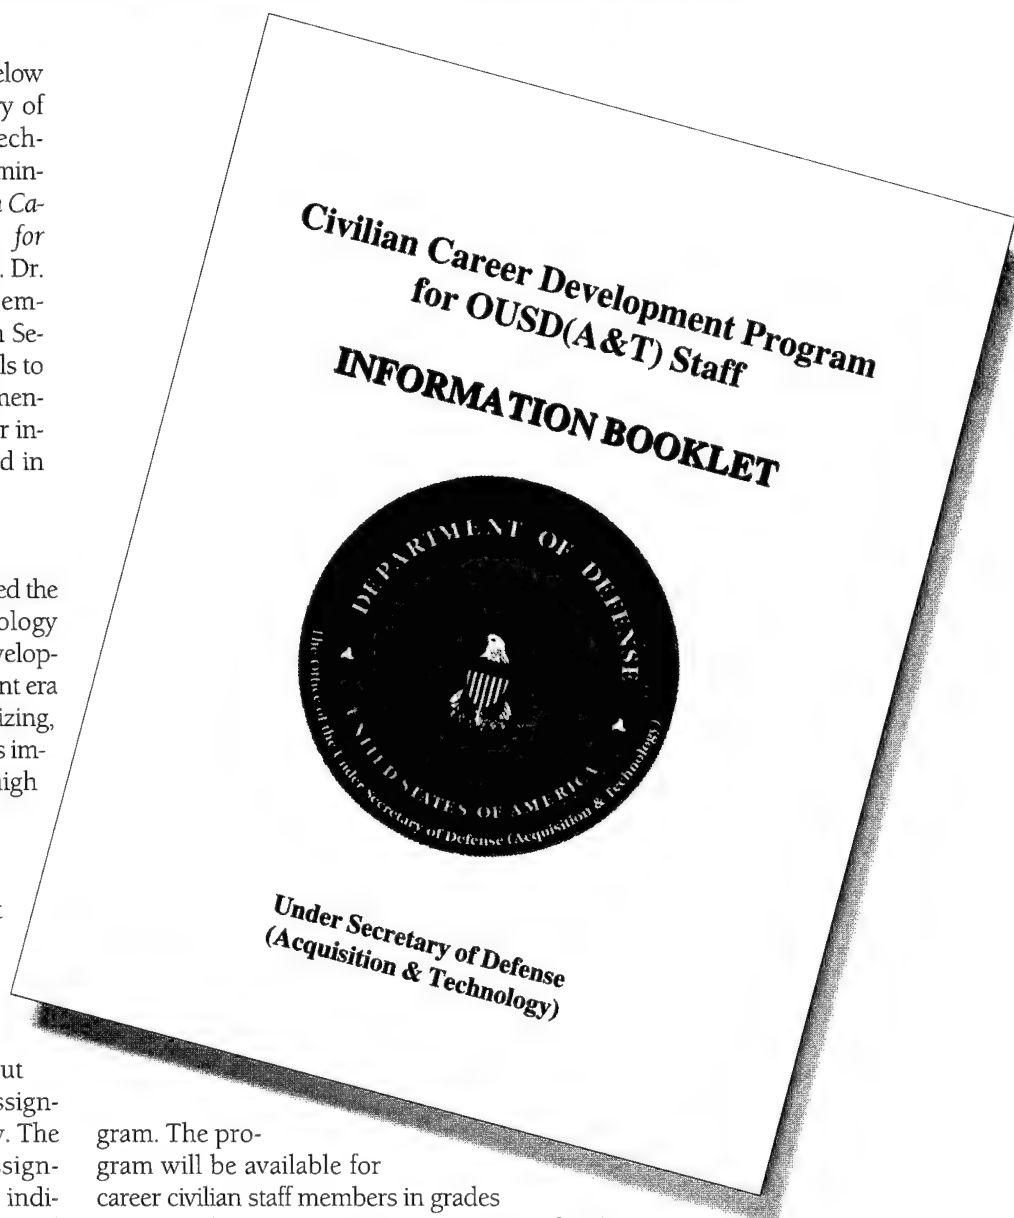 elow
y of
ech-
min-
n Ca-
for
. Dr.
em-
n Se-
ls to
nen-
r in-
d in
ed the
ology
velop-
nt era
izing,
s im-
high
t
ut
ssign-
y. The
ssign-
indi-
Civilian Career Development Program
for OUSD(A&T) Staff
INFORMATION BOOKLET
DEPARTMENT OF DEFENSE
UNITED STATES OF AMERICA
The Office of the Under Secretary of Defense (Acquisition & Technology)
Under Secretary of Defense
(Acquisition & Technology)
gram. The pro-
gram will be available for
career civilian staff members in grades